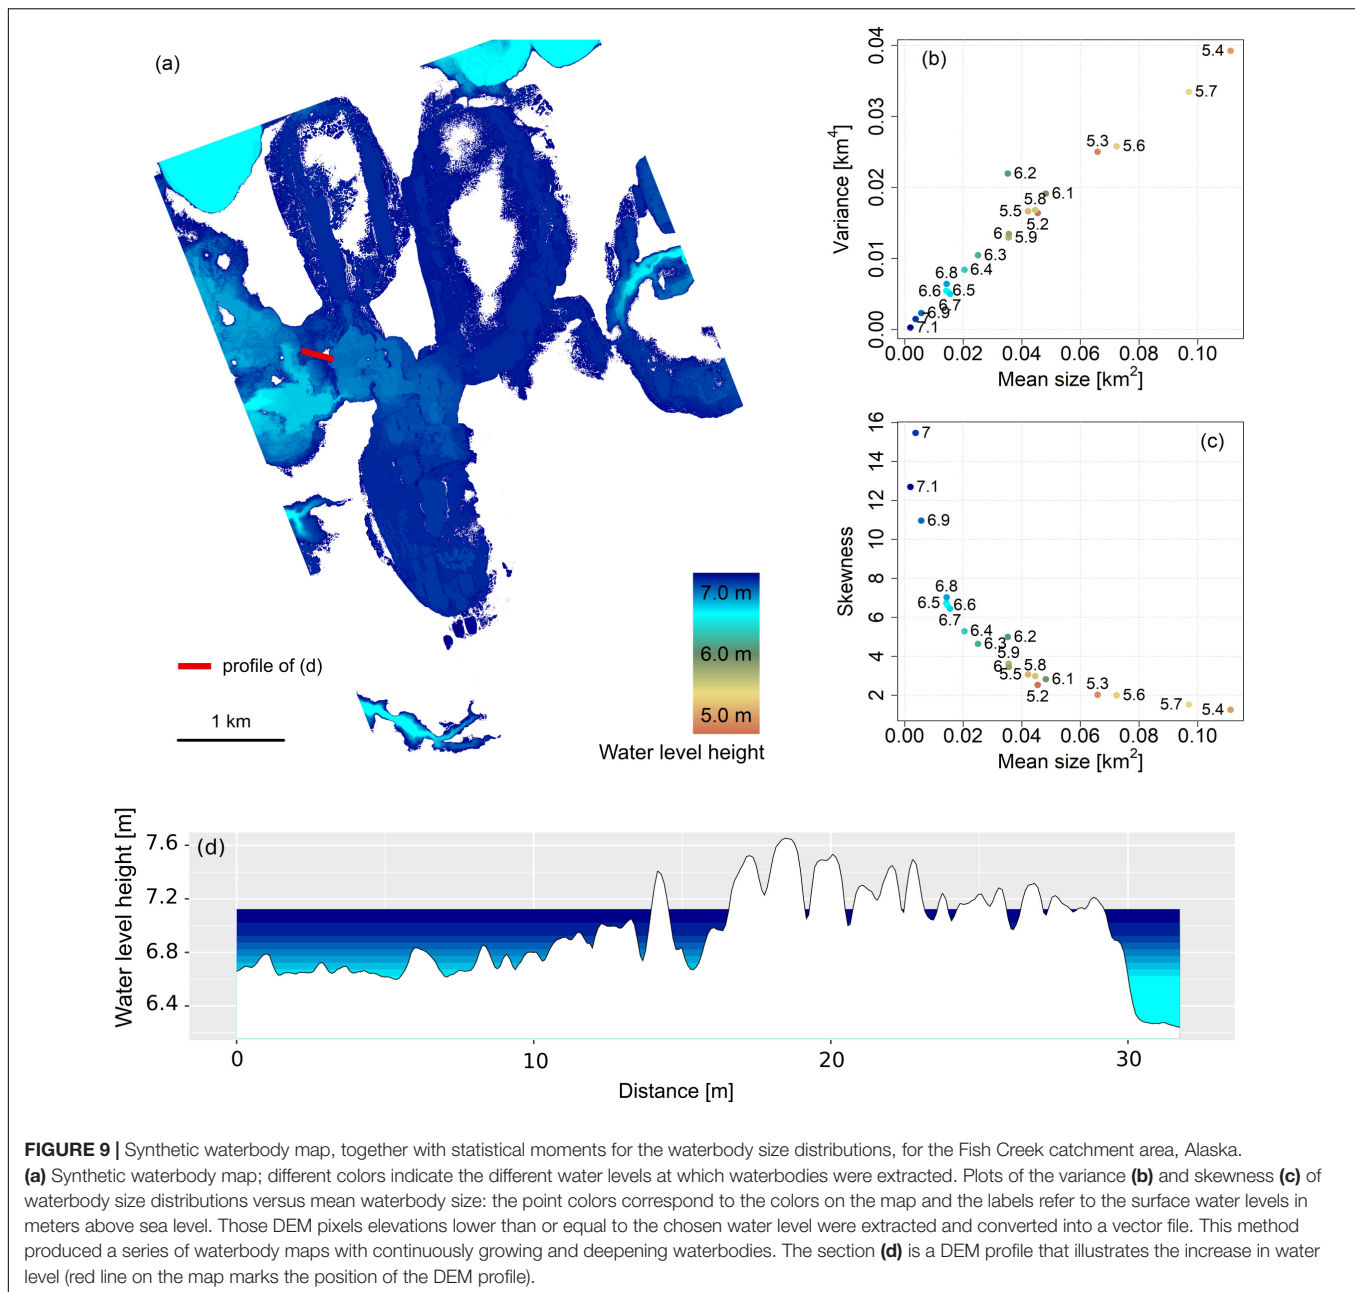 (a)
profile of (d)
1 km
7.0 m
6.0 m
5.0 m
Water level height
(b)
Variance [km4]
0.04
0.03
0.02
0.01
0.00
5.4
5.7
5.3
5.6
6.2
6.1
5.8
5.5
5.2
6
5.9
6.3
6.4
6.8
6.6
6.5
6.7
6.9
7
7.1
0.00 0.02 0.04 0.06 0.08 0.10
Mean size [km2]
(c)
Skewness
16
14
12
10
8
6
4
2
7
7.1
6.9
6.8
6.5
6.6
6.7
6.4
6.2
6.3
5.9
6
5.8
5.5
6.1
5.2
5.3
5.6
5.7
5.4
0.00 0.02 0.04 0.06 0.08 0.10
Mean size [km2]
(d)
Water level height [m]
7.6
7.2
6.8
6.4
0 10 20 30
Distance [m]
FIGURE 9 | Synthetic waterbody map, together with statistical moments for the waterbody size distributions, for the Fish Creek catchment area, Alaska.
(a) Synthetic waterbody map; different colors indicate the different water levels at which waterbodies were extracted. Plots of the variance (b) and skewness (c) of
waterbody size distributions versus mean waterbody size: the point colors correspond to the colors on the map and the labels refer to the surface water levels in
meters above sea level. Those DEM pixels elevations lower than or equal to the chosen water level were extracted and converted into a vector file. This method
produced a series of waterbody maps with continuously growing and deepening waterbodies. The section (d) is a DEM profile that illustrates the increase in water
level (red line on the map marks the position of the DEM profile).